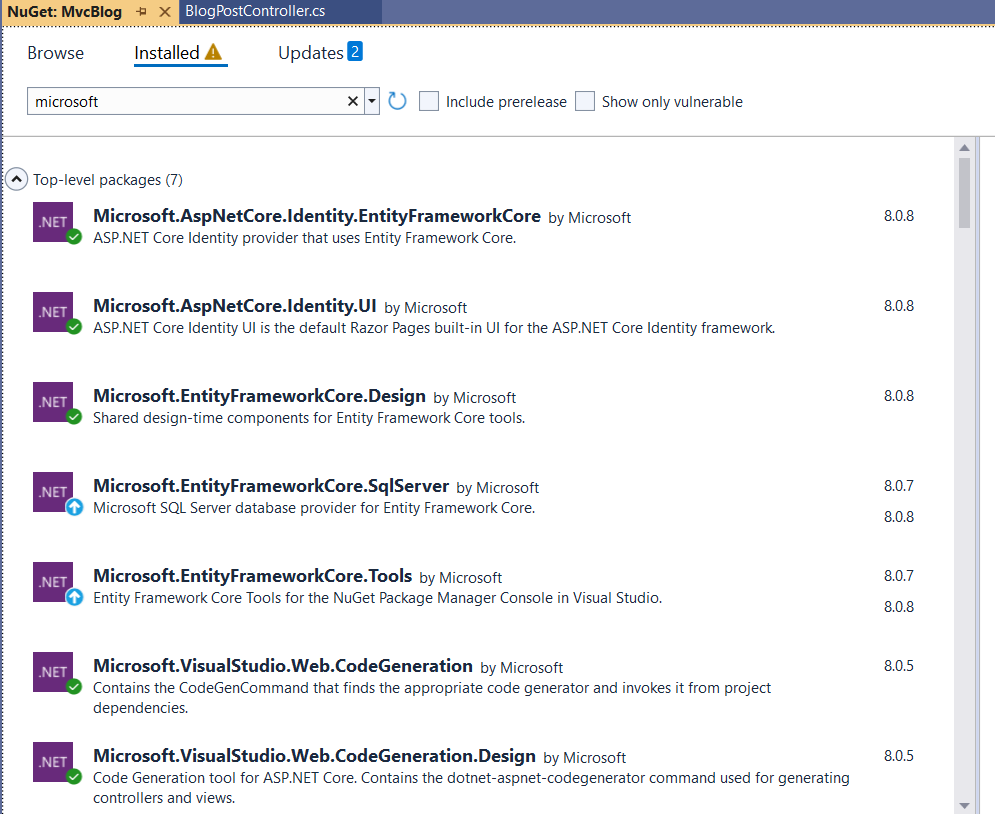 NuGet: MvcBlog BlogPostController.cs
Browse Installed Updates 2
microsoft Include prerelease Show only vulnerable
Top-level packages (7)
.NET Microsoft.AspNetCore.Identity.EntityFrameworkCore by Microsoft 8.0.8
ASP.NET Core Identity provider that uses Entity Framework Core.
.NET Microsoft.AspNetCore.Identity.UI by Microsoft 8.0.8
ASP.NET Core Identity UI is the default Razor Pages built-in UI for the ASP.NET Core Identity framework.
.NET Microsoft.EntityFrameworkCore.Design by Microsoft 8.0.8
Shared design-time components for Entity Framework Core tools.
.NET Microsoft.EntityFrameworkCore.SqlServer by Microsoft 8.0.7
Microsoft SQL Server database provider for Entity Framework Core. 8.0.8
.NET Microsoft.EntityFrameworkCore.Tools by Microsoft 8.0.7
Entity Framework Core Tools for the NuGet Package Manager Console in Visual Studio. 8.0.8
.NET Microsoft.VisualStudio.Web.CodeGeneration by Microsoft 8.0.5
Contains the CodeGenCommand that finds the appropriate code generator and invokes it from project
dependencies.
.NET Microsoft.VisualStudio.Web.CodeGeneration.Design by Microsoft 8.0.5
Code Generation tool for ASP.NET Core. Contains the dotnet-aspnet-codegenerator command used for generating
controllers and views.